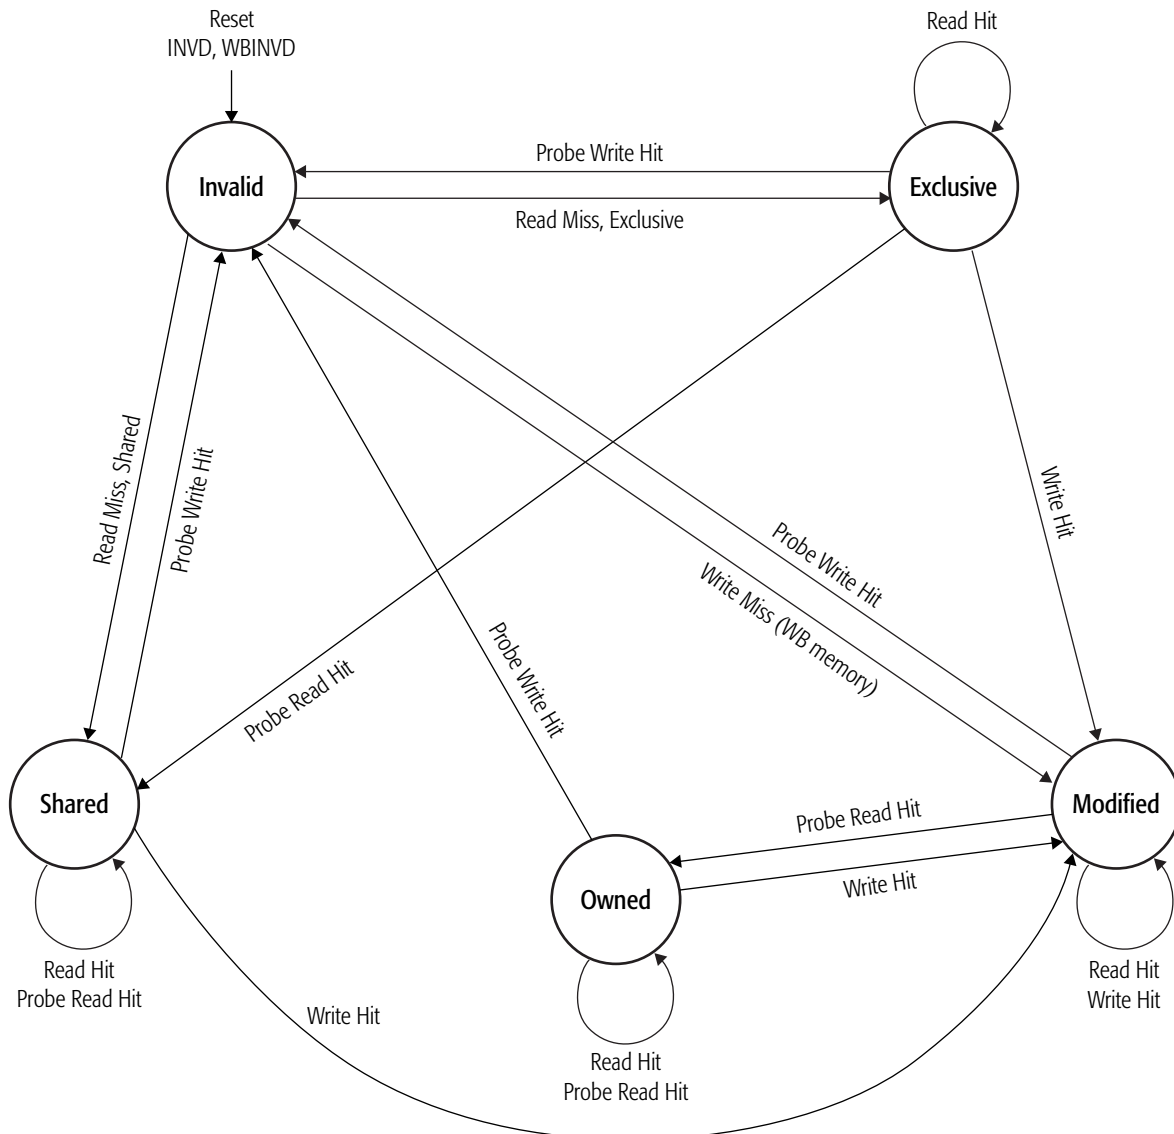 Reset
INVD, WBINVD
Read Hit
Invalid
Probe Write Hit
Exclusive
Read Miss, Exclusive
Read Miss, Shared
Probe Write Hit
Write Hit
Probe Write Hit
Write Miss (WB memory)
Probe Write Hit
Probe Read Hit
Shared
Probe Read Hit
Modified
Write Hit
Owned
Read Hit
Probe Read Hit
Read Hit
Write Hit
Write Hit
Read Hit
Probe Read Hit